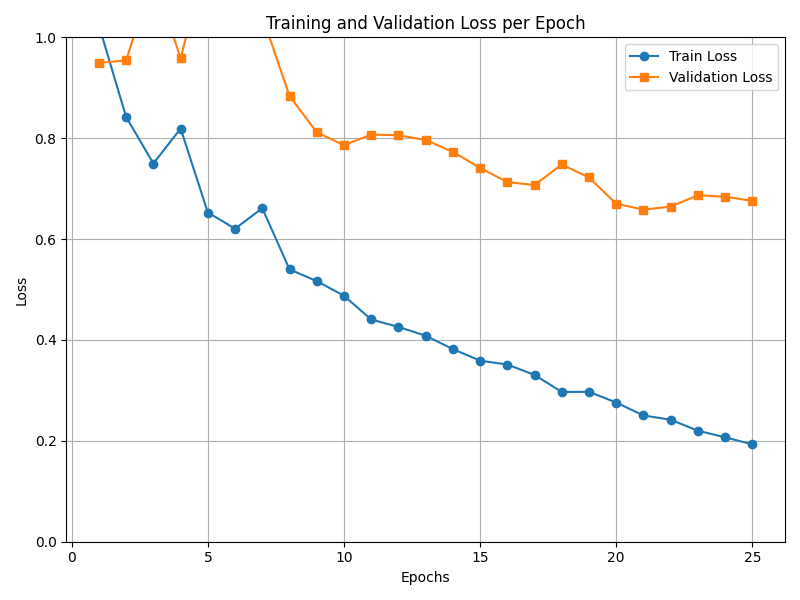 Training and Validation Loss per Epoch
1.0
0.8
0.6
0.4
0.2
0.0
Loss
Train Loss
Validation Loss
0 5 10 15 20 25
Epochs